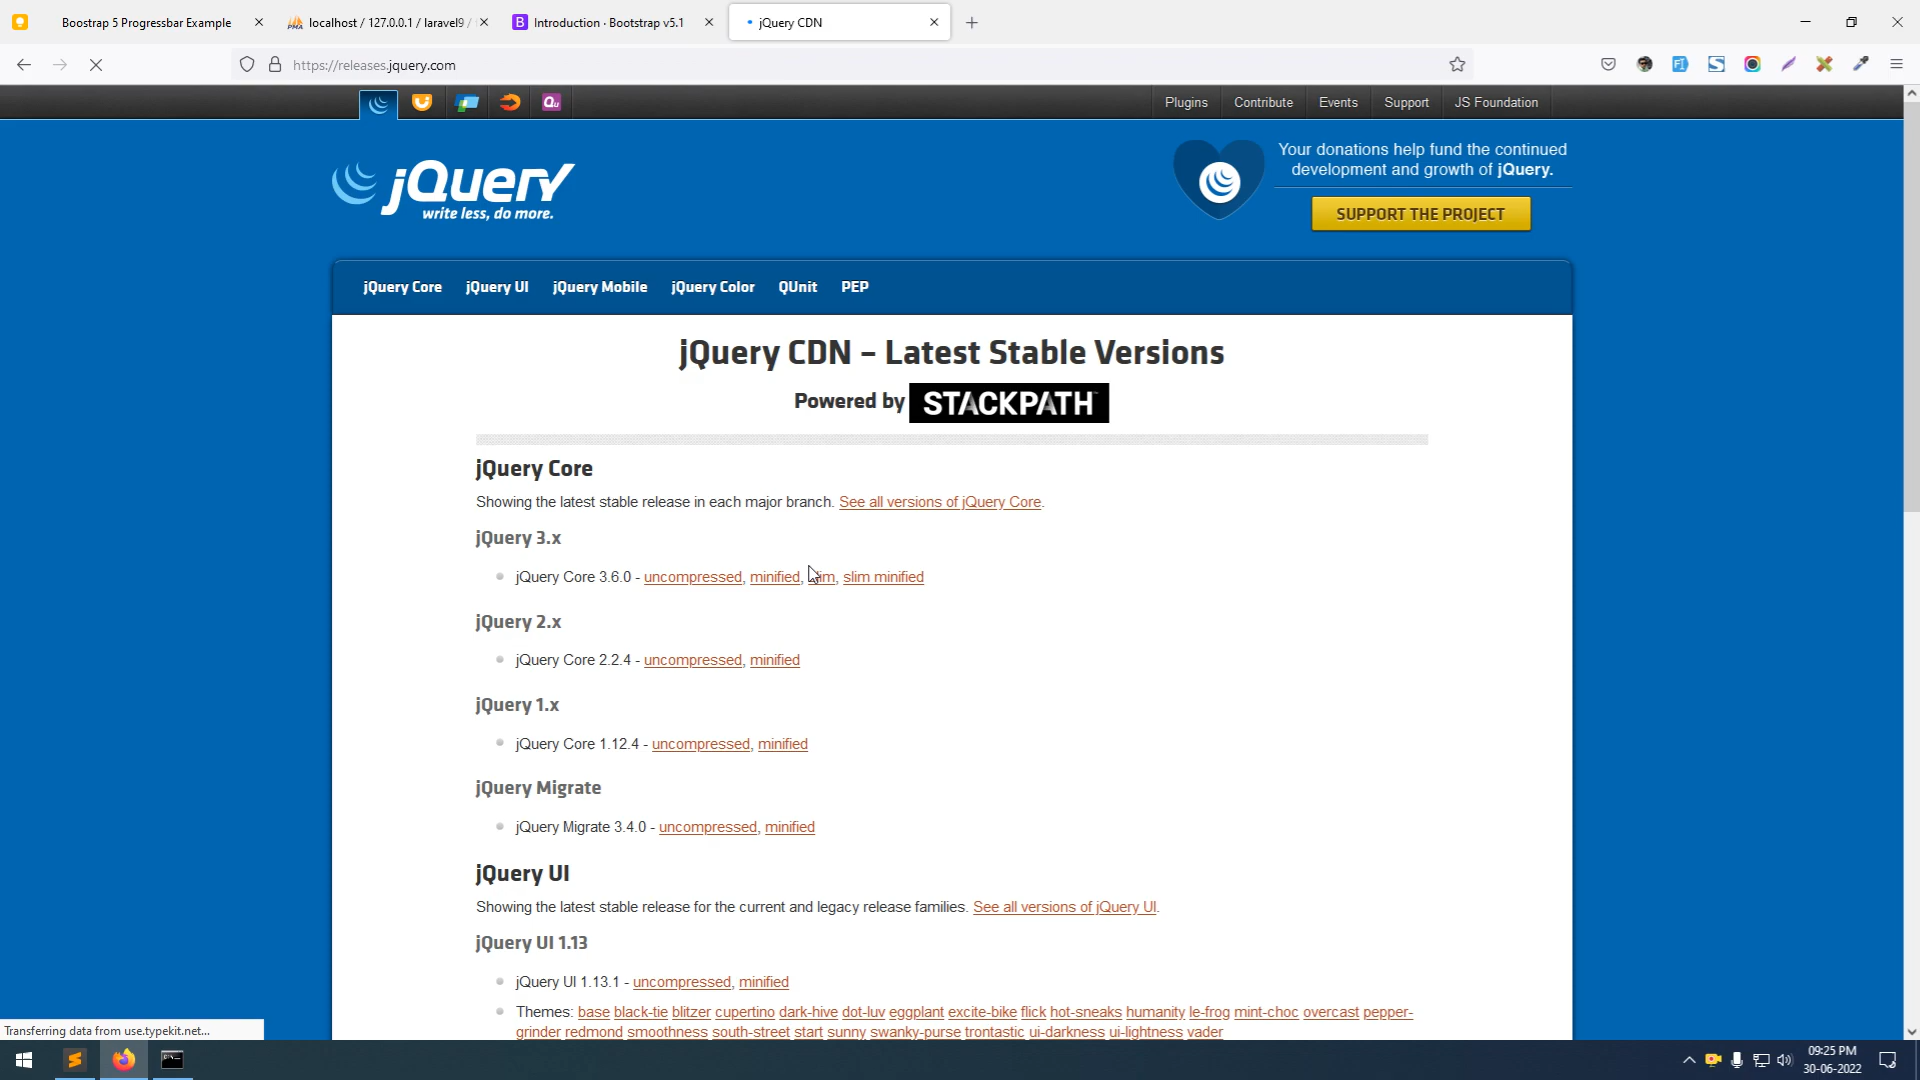 Boostrap 5 Progressbar Example
localhost / 127.0.0.1 / laravel9 /
Introduction · Bootstrap v5.1
jQuery CDN
https://releases.jquery.com
Plugins
Contribute
Events
Support
JS Foundation
jQuery
write less, do more.
Your donations help fund the continued
development and growth of jQuery.
SUPPORT THE PROJECT
jQuery Core
jQuery UI
jQuery Mobile
jQuery Color
QUnit
PEP
jQuery CDN – Latest Stable Versions
Powered by STACKPATH
jQuery Core
Showing the latest stable release in each major branch. See all versions of jQuery Core.
jQuery 3.x
jQuery Core 3.6.0 - uncompressed, minified, slim, slim minified
jQuery 2.x
jQuery Core 2.2.4 - uncompressed, minified
jQuery 1.x
jQuery Core 1.12.4 - uncompressed, minified
jQuery Migrate
jQuery Migrate 3.4.0 - uncompressed, minified
jQuery UI
Showing the latest stable release for the current and legacy release families. See all versions of jQuery UI.
jQuery UI 1.13
jQuery UI 1.13.1 - uncompressed, minified
Themes: base black-tie blitzer cupertino dark-hive dot-luv eggplant excite-bike flick hot-sneaks humanity le-frog mint-choc overcast pepper-
grinder redmond smoothness south-street start sunny swanky-purse trontastic ui-darkness ui-lightness vader
Transferring data from use.typekit.net...
09:25 PM
30-06-2022